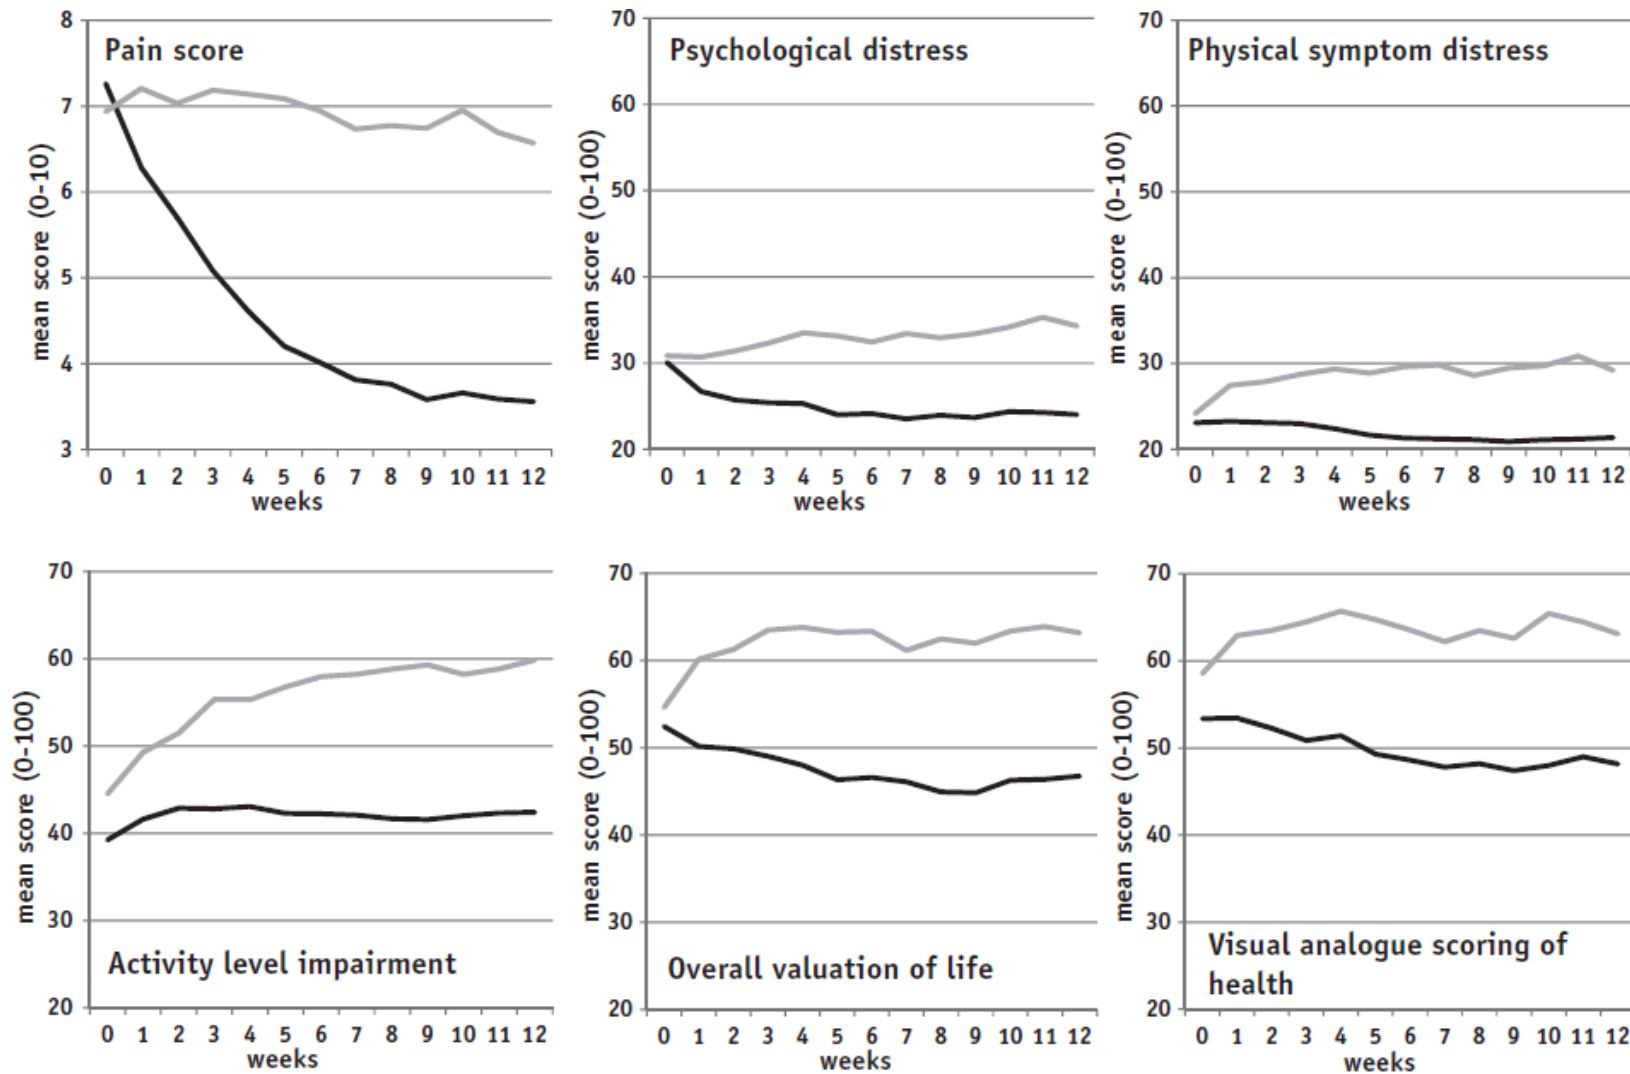 Pain score
mean score (0-10)
8
7
6
5
4
3
0 1 2 3 4 5 6 7 8 9 10 11 12
weeks
Psychological distress
mean score (0-100)
70
60
50
40
30
20
0 1 2 3 4 5 6 7 8 9 10 11 12
weeks
Physical symptom distress
mean score (0-100)
70
60
50
40
30
20
0 1 2 3 4 5 6 7 8 9 10 11 12
weeks
Activity level impairment
mean score (0-100)
70
60
50
40
30
20
0 1 2 3 4 5 6 7 8 9 10 11 12
weeks
Overall valuation of life
mean score (0-100)
70
60
50
40
30
20
0 1 2 3 4 5 6 7 8 9 10 11 12
weeks
Visual analogue scoring of
health
mean score (0-100)
70
60
50
40
30
20
0 1 2 3 4 5 6 7 8 9 10 11 12
weeks